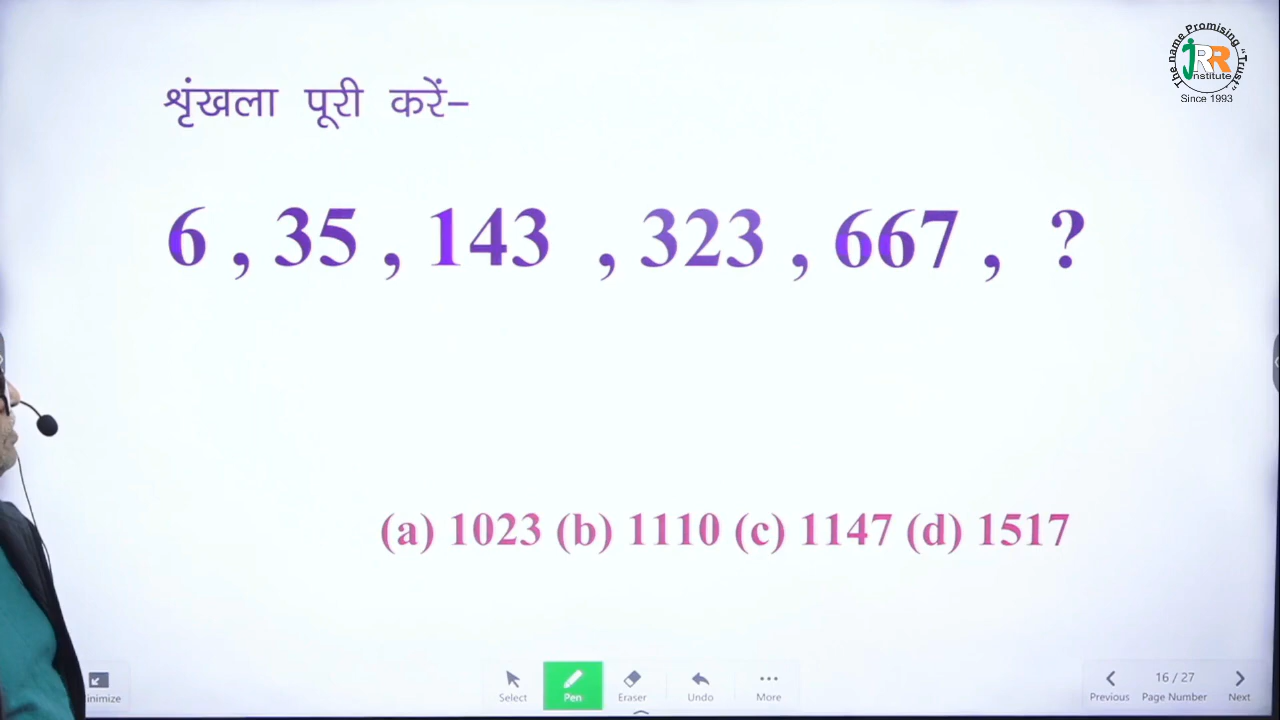 The name Promising "Trust"
JRR
institute
Since 1993
श्रृंखला पूरी करें-
6 , 35 , 143 , 323 , 667 , ?
(a) 1023 (b) 1110 (c) 1147 (d) 1517
inimize
Select Pen Eraser Undo More
Previous 16 / 27 Page Number Next